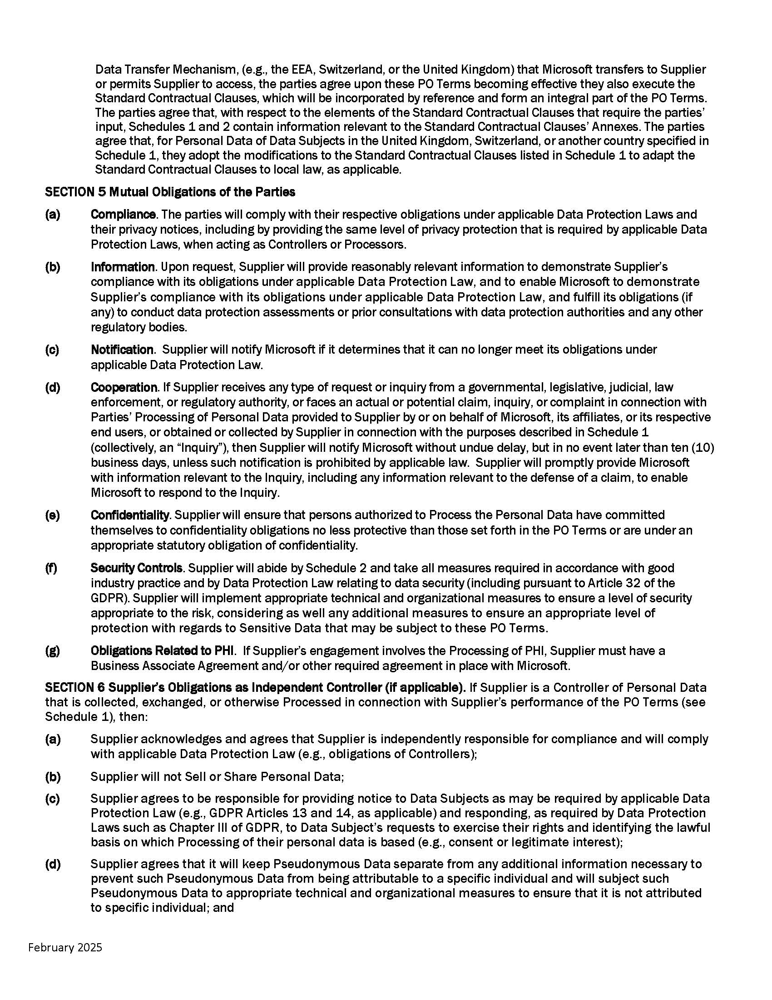 Data Transfer Mechanism, (e.g., the EEA, Switzerland, or the United Kingdom) that Microsoft transfers to Supplier
or permits Supplier to access, the parties agree upon these PO Terms becoming effective they also execute the
Standard Contractual Clauses, which will be incorporated by reference and form an integral part of the PO Terms.
The parties agree that, with respect to the elements of the Standard Contractual Clauses that require the parties’
input, Schedules 1 and 2 contain information relevant to the Standard Contractual Clauses’ Annexes. The parties
agree that, for Personal Data of Data Subjects in the United Kingdom, Switzerland, or another country specified in
Schedule 1, they adopt the modifications to the Standard Contractual Clauses listed in Schedule 1 to adapt the
Standard Contractual Clauses to local law, as applicable.
SECTION 5 Mutual Obligations of the Parties
(a) Compliance. The parties will comply with their respective obligations under applicable Data Protection Laws and
their privacy notices, including by providing the same level of privacy protection that is required by applicable Data
Protection Laws, when acting as Controllers or Processors.
(b) Information. Upon request, Supplier will provide reasonably relevant information to demonstrate Supplier’s
compliance with its obligations under applicable Data Protection Law, and to enable Microsoft to demonstrate
Supplier’s compliance with its obligations under applicable Data Protection Law, and fulfill its obligations (if
any) to conduct data protection assessments or prior consultations with data protection authorities and any other
regulatory bodies.
(c) Notification. Supplier will notify Microsoft if it determines that it can no longer meet its obligations under
applicable Data Protection Law.
(d) Cooperation. If Supplier receives any type of request or inquiry from a governmental, legislative, judicial, law
enforcement, or regulatory authority, or faces an actual or potential claim, inquiry, or complaint in connection with
Parties’ Processing of Personal Data provided to Supplier by or on behalf of Microsoft, its affiliates, or its respective
end users, or obtained or collected by Supplier in connection with the purposes described in Schedule 1
(collectively, an “Inquiry”), then Supplier will notify Microsoft without undue delay, but in no event later than ten (10)
business days, unless such notification is prohibited by applicable law. Supplier will promptly provide Microsoft
with information relevant to the Inquiry, including any information relevant to the defense of a claim, to enable
Microsoft to respond to the Inquiry.
(e) Confidentiality. Supplier will ensure that persons authorized to Process the Personal Data have committed
themselves to confidentiality obligations no less protective than those set forth in the PO Terms or are under an
appropriate statutory obligation of confidentiality.
(f) Security Controls. Supplier will abide by Schedule 2 and take all measures required in accordance with good
industry practice and by Data Protection Law relating to data security (including pursuant to Article 32 of the
GDPR). Supplier will implement appropriate technical and organizational measures to ensure a level of security
appropriate to the risk, considering as well any additional measures to ensure an appropriate level of
protection with regards to Sensitive Data that may be subject to these PO Terms.
(g) Obligations Related to PHI. If Supplier’s engagement involves the Processing of PHI, Supplier must have a
Business Associate Agreement and/or other required agreement in place with Microsoft.
SECTION 6 Supplier’s Obligations as Independent Controller (if applicable). If Supplier is a Controller of Personal Data
that is collected, exchanged, or otherwise Processed in connection with Supplier’s performance of the PO Terms (see
Schedule 1), then:
(a) Supplier acknowledges and agrees that Supplier is independently responsible for compliance and will comply
with applicable Data Protection Law (e.g., obligations of Controllers);
(b) Supplier will not Sell or Share Personal Data;
(c) Supplier agrees to be responsible for providing notice to Data Subjects as may be required by applicable Data
Protection Law (e.g., GDPR Articles 13 and 14, as applicable) and responding, as required by Data Protection
Laws such as Chapter III of GDPR, to Data Subject’s requests to exercise their rights and identifying the lawful
basis on which Processing of their personal data is based (e.g., consent or legitimate interest);
(d) Supplier agrees that it will keep Pseudonymous Data separate from any additional information necessary to
prevent such Pseudonymous Data from being attributable to a specific individual and will subject such
Pseudonymous Data to appropriate technical and organizational measures to ensure that it is not attributed
to specific individual; and
February 2025